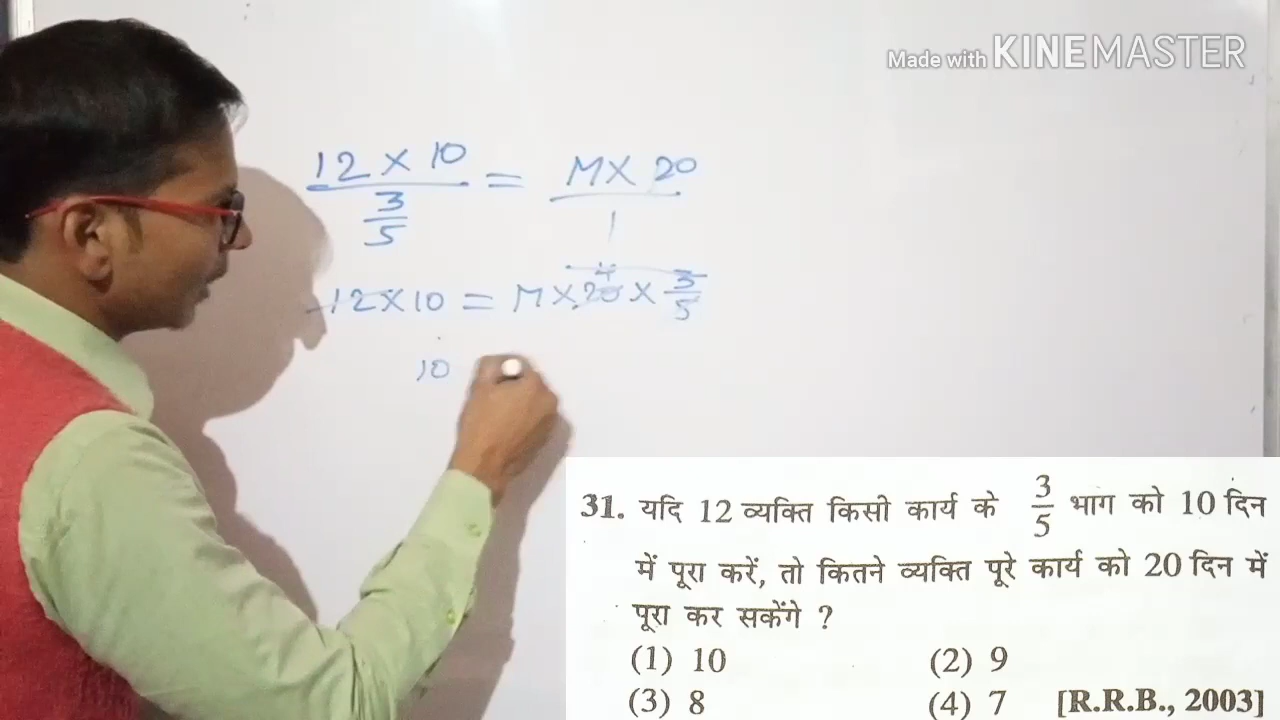 Made with KINEMASTER
12 × 10 / 3/5 = M × 20 / 1
4
12 × 10 = M × 20 × 3/5
10
31. यदि 12 व्यक्ति किसी कार्य के 3/5 भाग को 10 दिन
में पूरा करें, तो कितने व्यक्ति पूरे कार्य को 20 दिन में
पूरा कर सकेंगे ?
(1) 10 (2) 9
(3) 8 (4) 7 [R.R.B., 2003]